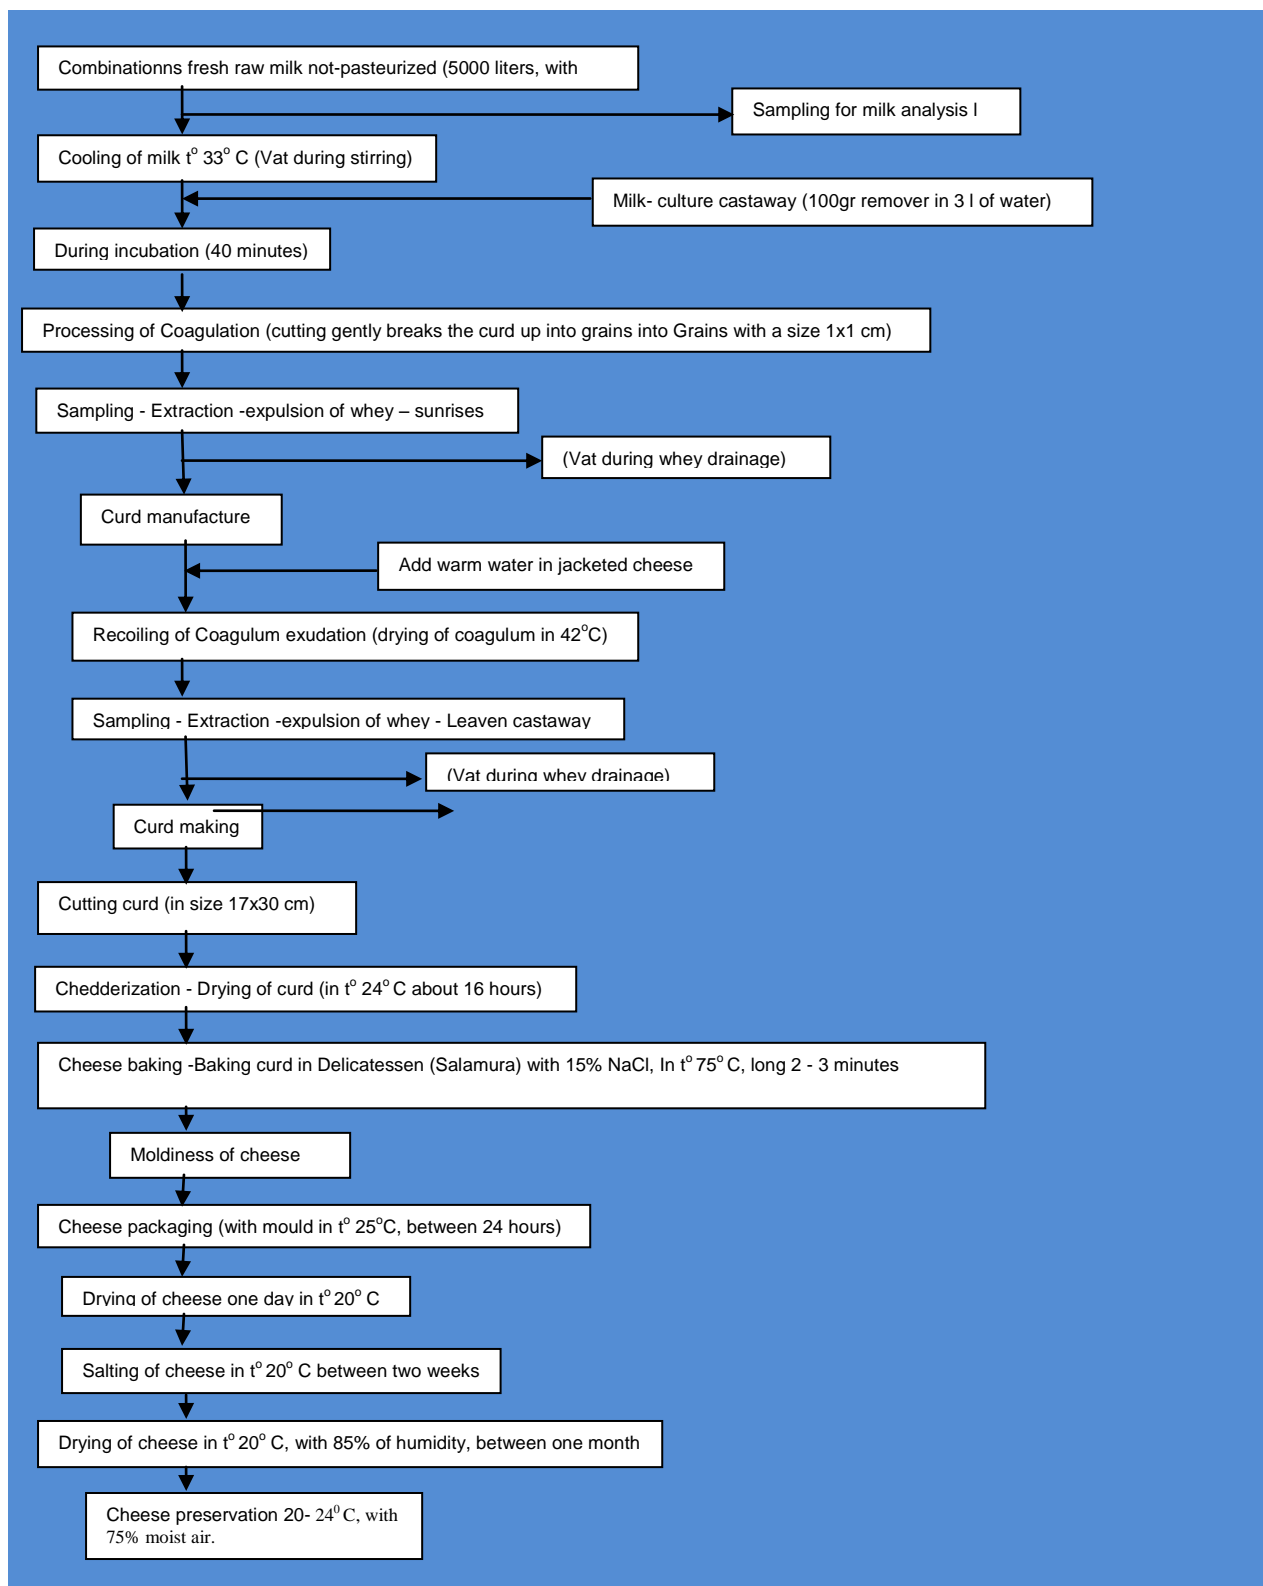 Combinationns fresh raw milk not-pasteurized (5000 liters, with
Sampling for milk analysis l
Cooling of milk t° 33° C (Vat during stirring)
Milk- culture castaway (100gr remover in 3 l of water)
During incubation (40 minutes)
Processing of Coagulation (cutting gently breaks the curd up into grains into Grains with a size 1x1 cm)
Sampling - Extraction -expulsion of whey – sunrises
(Vat during whey drainage)
Curd manufacture
Add warm water in jacketed cheese
Recoiling of Coagulum exudation (drying of coagulum in 42°C)
Sampling - Extraction -expulsion of whey - Leaven castaway
(Vat during whey drainage)
Curd making
Cutting curd (in size 17x30 cm)
Chedderization - Drying of curd (in t° 24° C about 16 hours)
Cheese baking -Baking curd in Delicatessen (Salamura) with 15% NaCl, In t° 75° C, long 2 - 3 minutes
Moldiness of cheese
Cheese packaging (with mould in t° 25°C, between 24 hours)
Drying of cheese one day in t° 20° C
Salting of cheese in t° 20° C between two weeks
Drying of cheese in t° 20° C, with 85% of humidity, between one month
Cheese preservation 20- 24⁰ C, with
75% moist air.